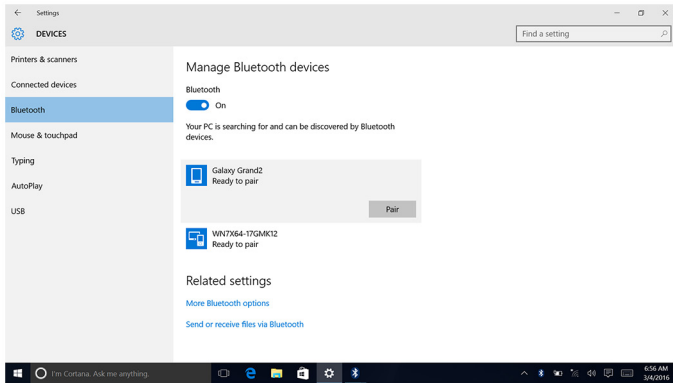 Settings
DEVICES
Find a setting
Printers & scanners
Connected devices
Bluetooth
Mouse & touchpad
Typing
AutoPlay
USB
Manage Bluetooth devices
Bluetooth
On
Your PC is searching for and can be discovered by Bluetooth
devices.
Galaxy Grand2
Ready to pair
Pair
WN7X64-17GMK12
Ready to pair
Related settings
More Bluetooth options
Send or receive files via Bluetooth
I'm Cortana. Ask me anything.
6:56 AM
3/4/2016